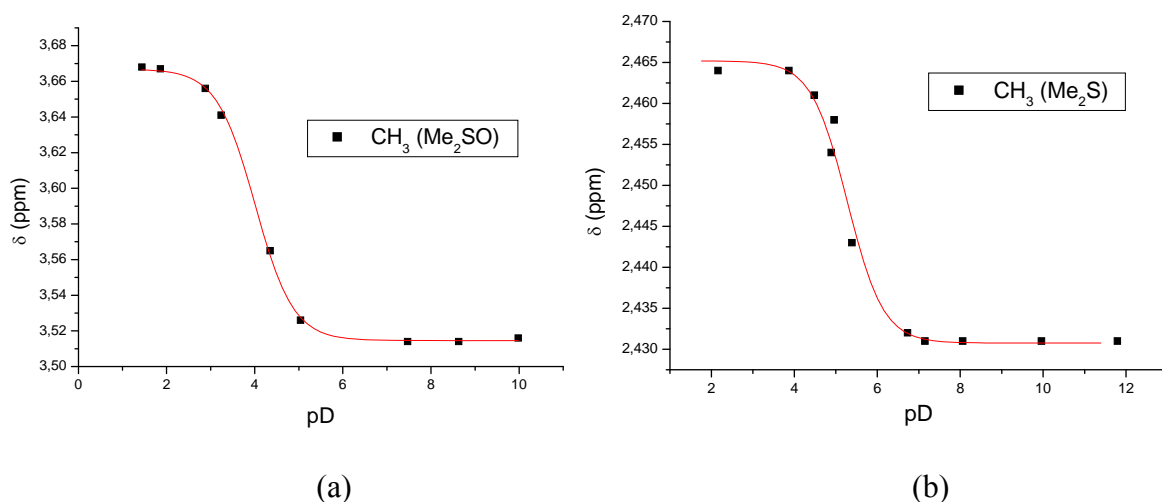 3,68
3,66
3,64
3,62
3,60
3,58
3,56
3,54
3,52
3,50
δ (ppm)
0 2 4 6 8 10
pD
CH₃ (Me₂SO)
(a)
2,470
2,465
2,460
2,455
2,450
2,445
2,440
2,435
2,430
δ (ppm)
2 4 6 8 10 12
pD
CH₃ (Me₂S)
(b)